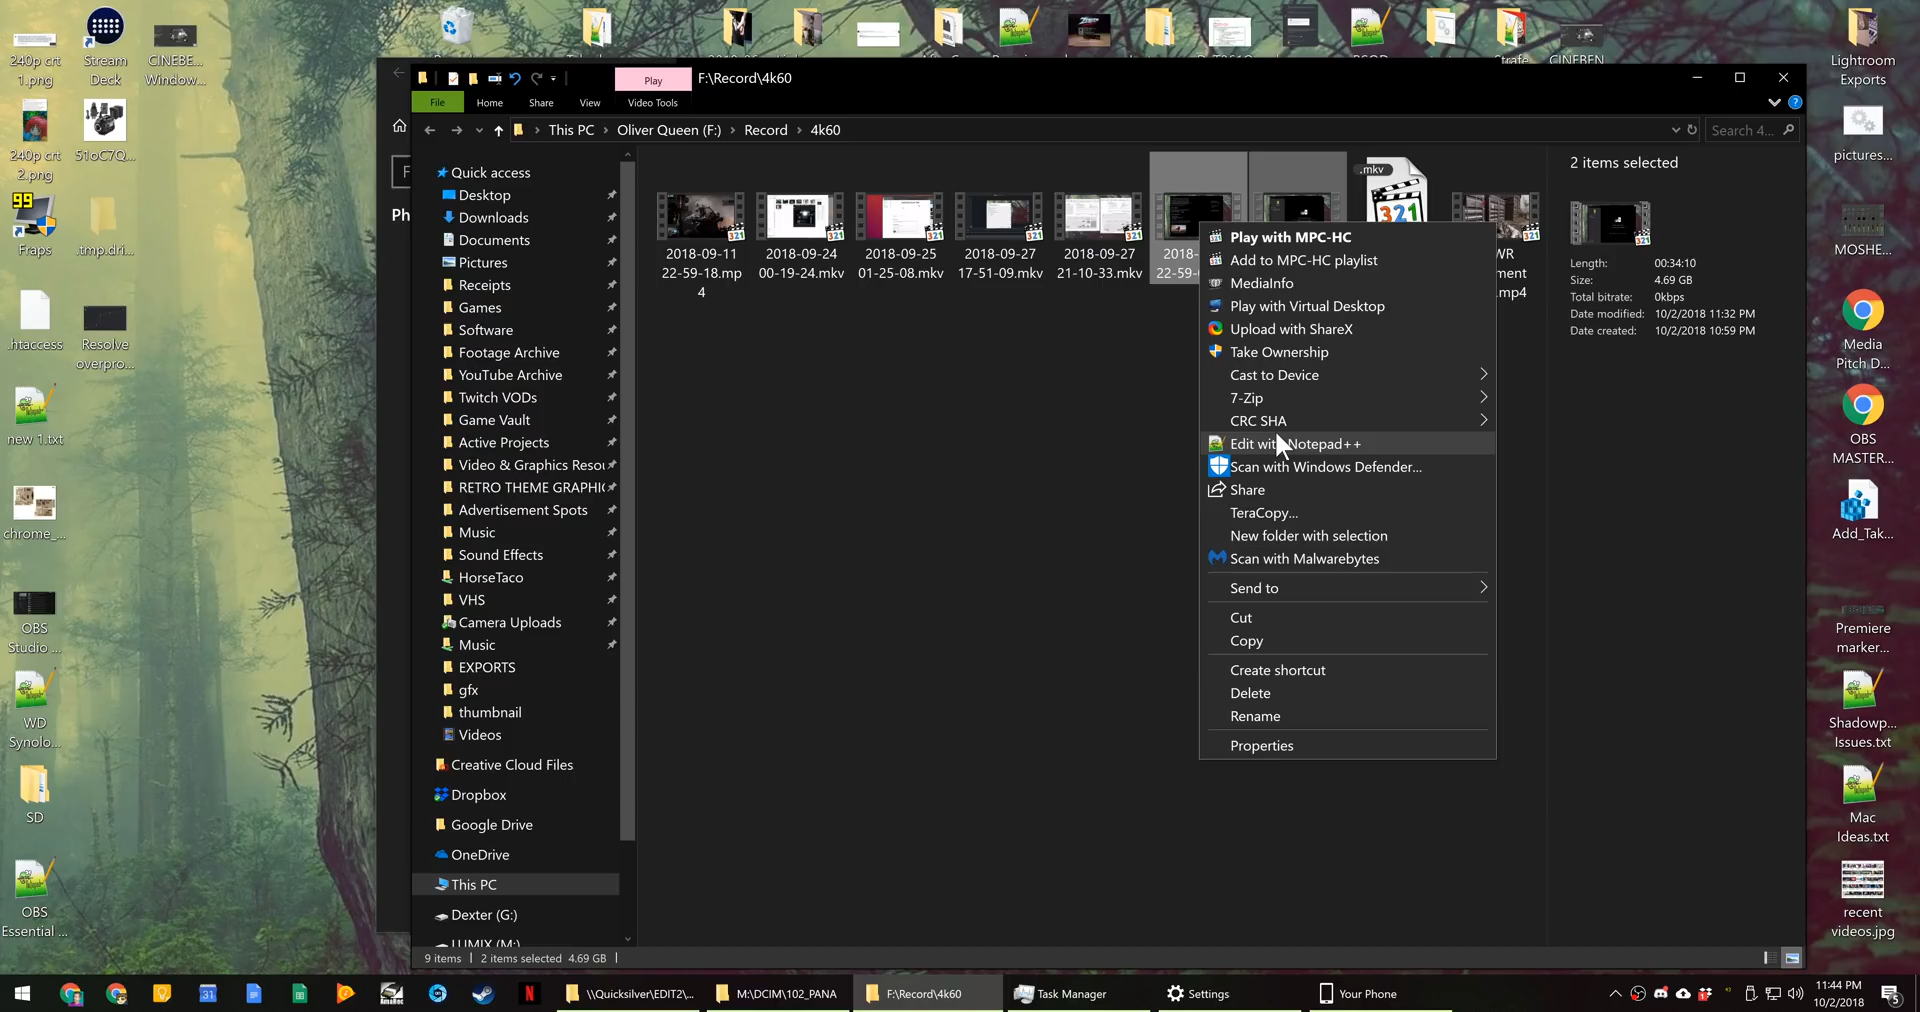 240p crt
1.png
Stream
Deck
CINEBE...
Window...
240p crt
2.png
51oC7Q...
99
Fraps
.tmp.dri...
.htaccess
Resolve
overpro...
new 1.txt
chrome_...
OBS
Studio ...
WD
Synolo...
SD
OBS
Essential ...
CINEBEN
Lightroom
Exports
pictures...
MOSHE...
Media
Pitch D...
OBS
MASTER...
Add_Tak...
Premiere
marker...
Shadowp...
Issues.txt
Mac
Ideas.txt
recent
videos.jpg
Play
F:\Record\4k60
File
Home
Share
View
Video Tools
This PC
Oliver Queen (F:)
Record
4k60
Search 4...
F
Ph
Quick access
Desktop
Downloads
Documents
Pictures
Receipts
Games
Software
Footage Archive
YouTube Archive
Twitch VODs
Game Vault
Active Projects
Video & Graphics Resou
RETRO THEME GRAPHIC
Advertisement Spots
Music
Sound Effects
HorseTaco
VHS
Camera Uploads
Music
EXPORTS
gfx
thumbnail
Videos
Creative Cloud Files
Dropbox
Google Drive
OneDrive
This PC
Dexter (G:)
LUMIX (M:)
2018-09-11
22-59-18.mp
4
2018-09-24
00-19-24.mkv
2018-09-25
01-25-08.mkv
2018-09-27
17-51-09.mkv
2018-09-27
21-10-33.mkv
2018-
22-59-
.mkv
321
WR
ment
.mp4
Play with MPC-HC
Add to MPC-HC playlist
MediaInfo
Play with Virtual Desktop
Upload with ShareX
Take Ownership
Cast to Device
7-Zip
CRC SHA
Edit with Notepad++
Scan with Windows Defender...
Share
TeraCopy...
New folder with selection
Scan with Malwarebytes
Send to
Cut
Copy
Create shortcut
Delete
Rename
Properties
2 items selected
Length: 00:34:10
Size: 4.69 GB
Total bitrate: 0kbps
Date modified: 10/2/2018 11:32 PM
Date created: 10/2/2018 10:59 PM
9 items
2 items selected 4.69 GB
31
\\Quicksilver\EDIT2\...
M:\DCIM\102_PANA
F:\Record\4k60
Task Manager
Settings
Your Phone
11:44 PM
10/2/2018
5